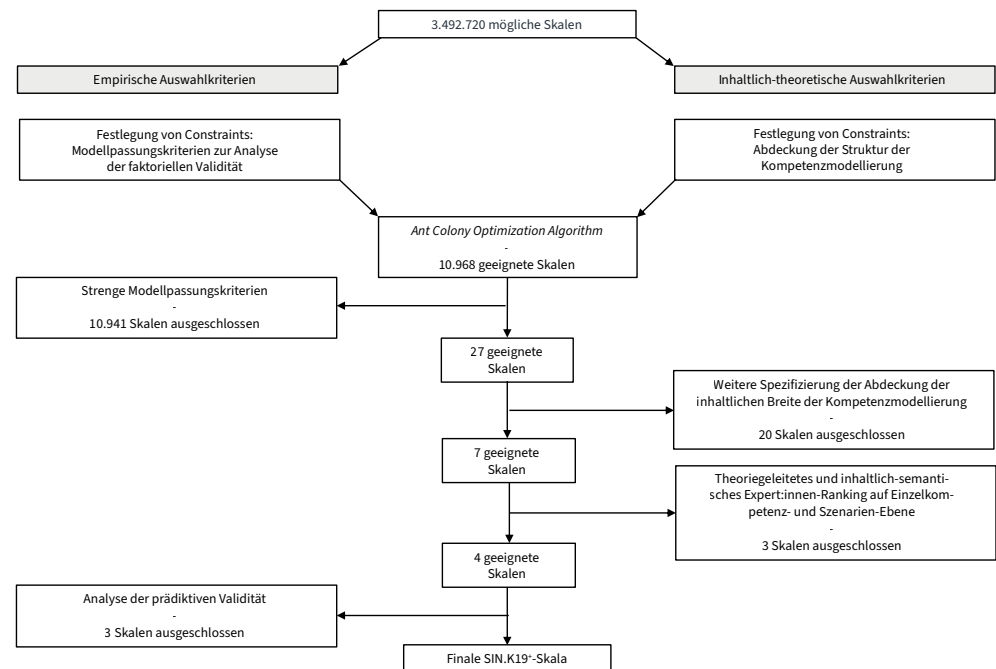 3.492.720 mögliche Skalen
Empirische Auswahlkriterien
Inhaltlich-theoretische Auswahlkriterien
Festlegung von Constraints:
Modellpassungskriterien zur Analyse
der faktoriellen Validität
Festlegung von Constraints:
Abdeckung der Struktur der
Kompetenzmodellierung
Ant Colony Optimization Algorithm
-
10.968 geeignete Skalen
Strenge Modellpassungskriterien
-
10.941 Skalen ausgeschlossen
27 geeignete
Skalen
Weitere Spezifizierung der Abdeckung der
inhaltlichen Breite der Kompetenzmodellierung
-
20 Skalen ausgeschlossen
7 geeignete
Skalen
Theoriegeleitetes und inhaltlich-semanti-
sches Expert:innen-Ranking auf Einzelkom-
petenz- und Szenarien-Ebene
-
3 Skalen ausgeschlossen
4 geeignete
Skalen
Analyse der prädiktiven Validität
-
3 Skalen ausgeschlossen
Finale SIN.K19⁺-Skala